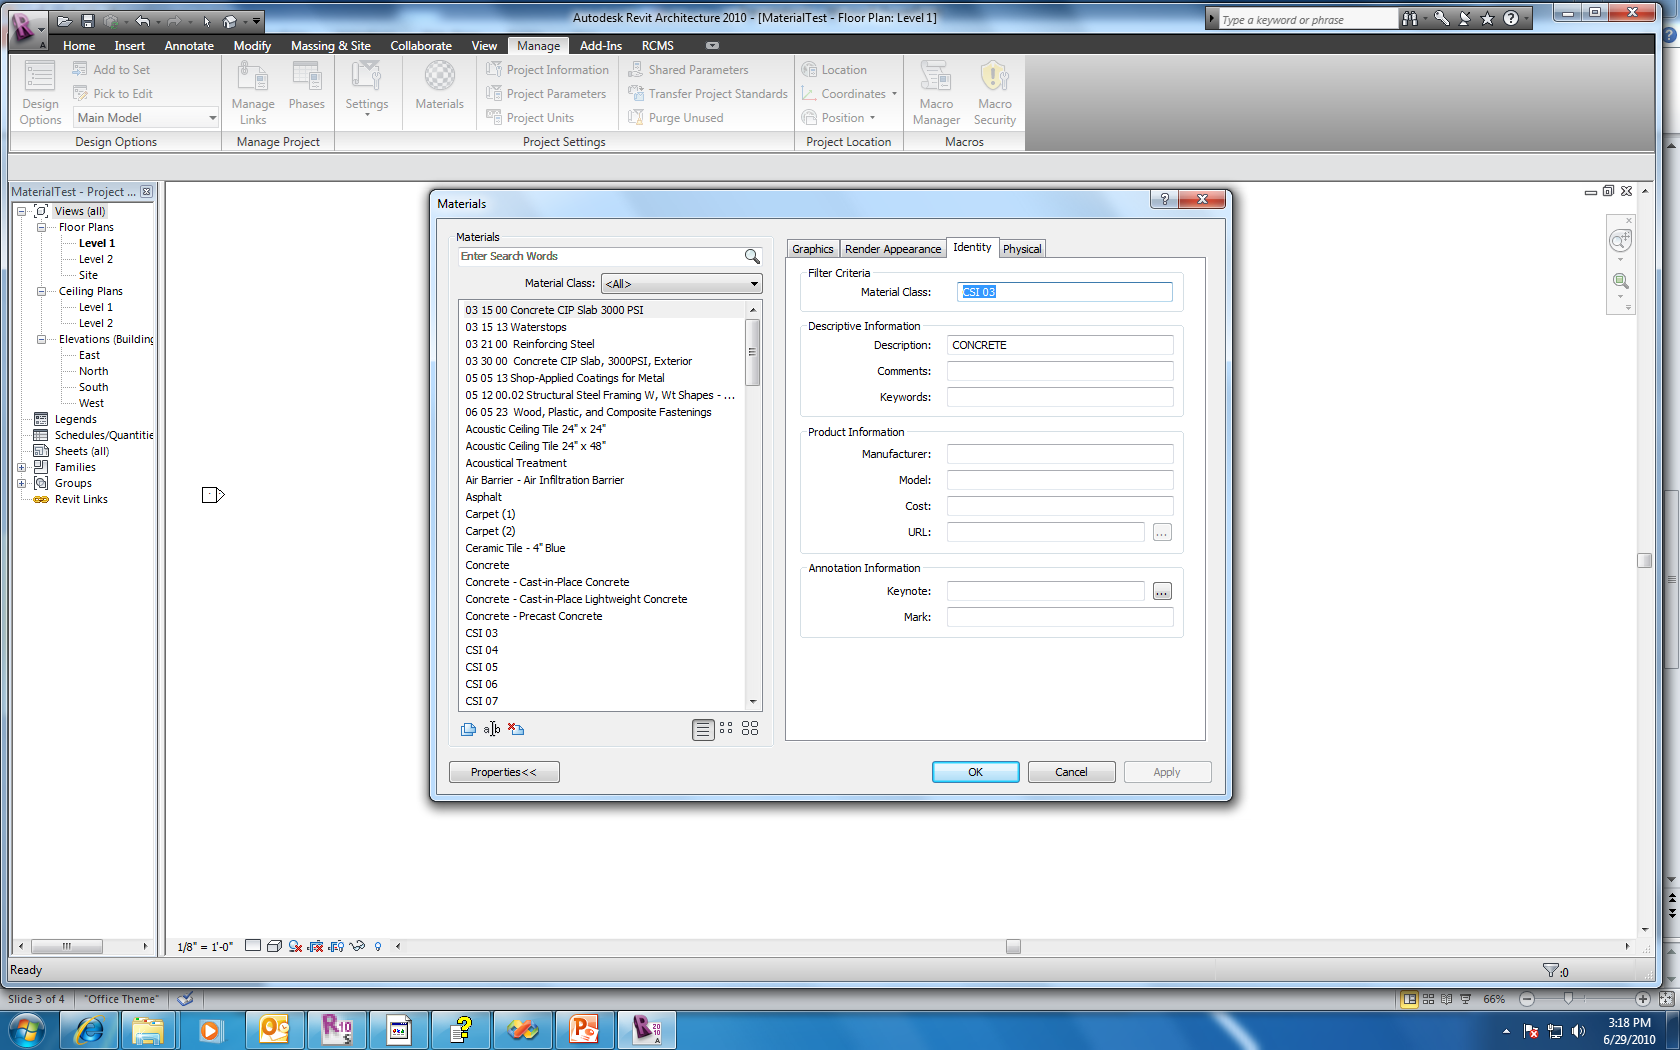 Autodesk Revit Architecture 2010 - [MaterialTest - Floor Plan: Level 1]
Type a keyword or phrase
Home Insert Annotate Modify Massing & Site Collaborate View Manage Add-Ins RCMS
Design Options
Add to Set
Pick to Edit
Main Model
Design Options
Manage Links
Phases
Manage Project
Settings
Materials
Project Information
Project Parameters
Project Units
Shared Parameters
Transfer Project Standards
Purge Unused
Project Settings
Location
Coordinates
Position
Project Location
Macro Manager
Macro Security
Macros
MaterialTest - Project ...
Views (all)
Floor Plans
Level 1
Level 2
Site
Ceiling Plans
Level 1
Level 2
Elevations (Building
East
North
South
West
Legends
Schedules/Quantitie
Sheets (all)
Families
Groups
Revit Links
Materials
Materials
Enter Search Words
Material Class: <All>
03 15 00 Concrete CIP Slab 3000 PSI
03 15 13 Waterstops
03 21 00 Reinforcing Steel
03 30 00 Concrete CIP Slab, 3000PSI, Exterior
05 05 13 Shop-Applied Coatings for Metal
05 12 00.02 Structural Steel Framing W, Wt Shapes - ...
06 05 23 Wood, Plastic, and Composite Fastenings
Acoustic Ceiling Tile 24" x 24"
Acoustic Ceiling Tile 24" x 48"
Acoustical Treatment
Air Barrier - Air Infiltration Barrier
Asphalt
Carpet (1)
Carpet (2)
Ceramic Tile - 4" Blue
Concrete
Concrete - Cast-in-Place Concrete
Concrete - Cast-in-Place Lightweight Concrete
Concrete - Precast Concrete
CSI 03
CSI 04
CSI 05
CSI 06
CSI 07
Properties<<
Graphics Render Appearance Identity Physical
Filter Criteria
Material Class: CSI 03
Descriptive Information
Description: CONCRETE
Comments:
Keywords:
Product Information
Manufacturer:
Model:
Cost:
URL: ...
Annotation Information
Keynote: ...
Mark:
OK Cancel Apply
1/8" = 1'-0"
Ready
:0
Slide 3 of 4 "Office Theme" 66%
3:18 PM
6/29/2010